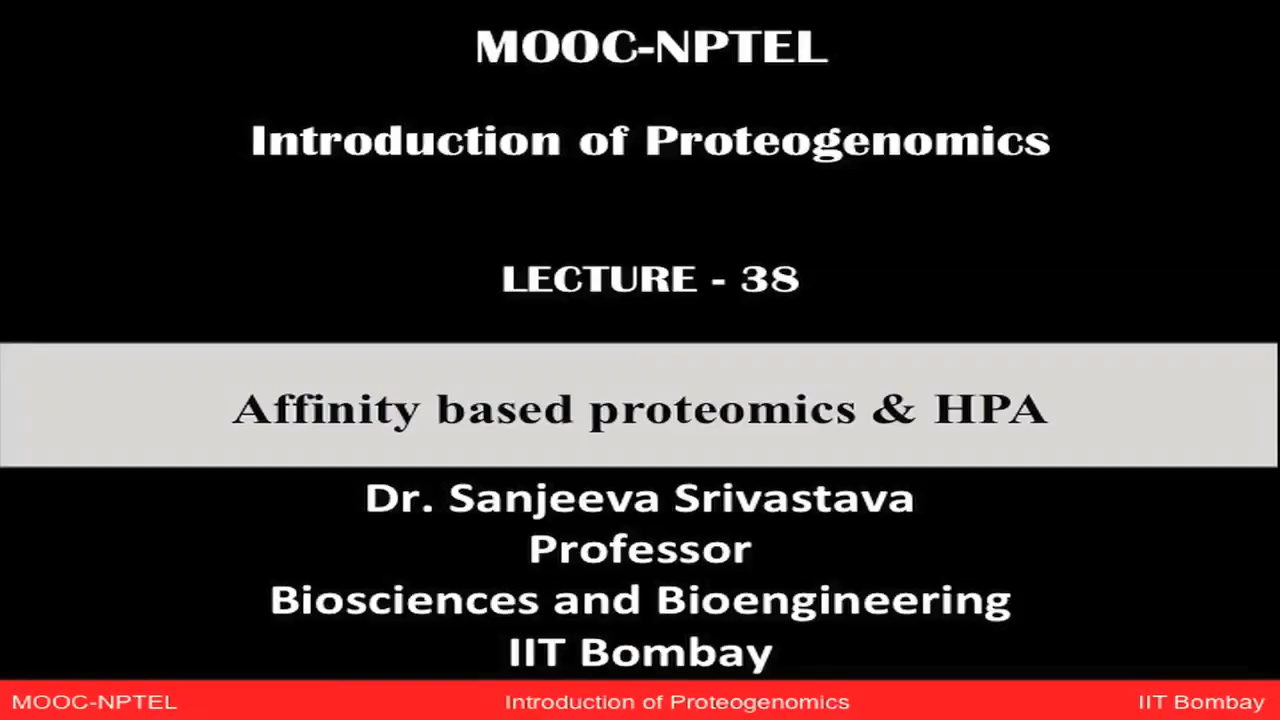 MOOC-NPTEL
Introduction of Proteogenomics
LECTURE - 38
Affinity based proteomics & HPA
Dr. Sanjeeva Srivastava
Professor
Biosciences and Bioengineering
IIT Bombay
MOOC-NPTEL Introduction of Proteogenomics IIT Bombay